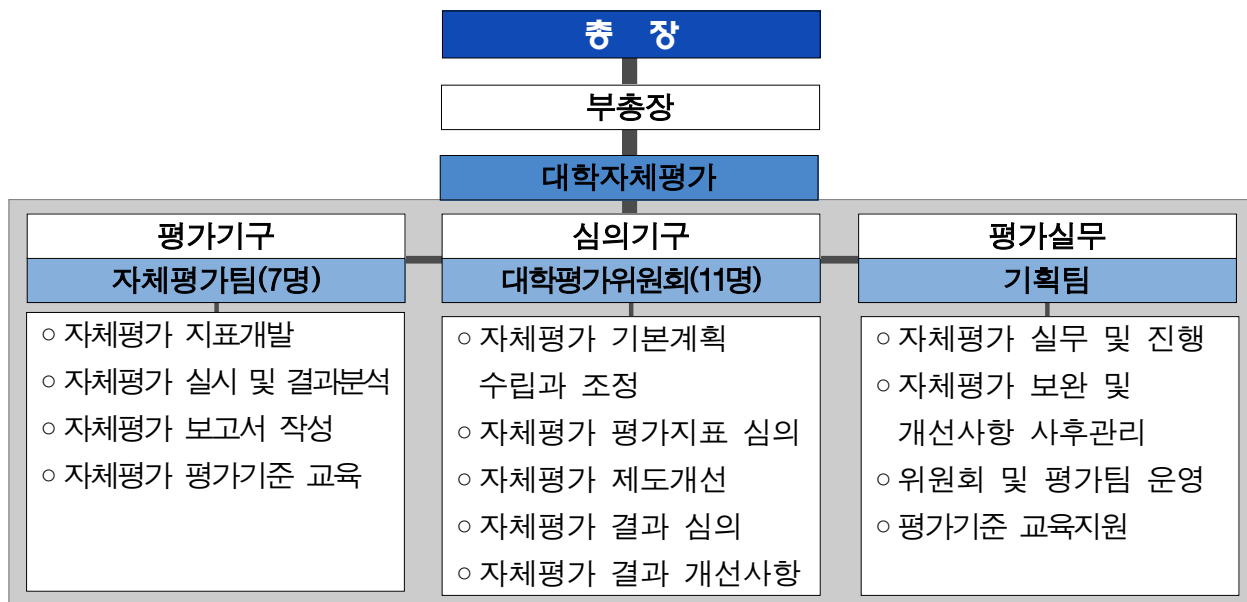 총 장
부총장
대학자체평가
평가기구
자체평가팀(7명)
○ 자체평가 지표개발
○ 자체평가 실시 및 결과분석
○ 자체평가 보고서 작성
○ 자체평가 평가기준 교육
심의기구
대학평가위원회(11명)
○ 자체평가 기본계획
수립과 조정
○ 자체평가 평가지표 심의
○ 자체평가 제도개선
○ 자체평가 결과 심의
○ 자체평가 결과 개선사항
평가실무
기획팀
○ 자체평가 실무 및 진행
○ 자체평가 보완 및
개선사항 사후관리
○ 위원회 및 평가팀 운영
○ 평가기준 교육지원